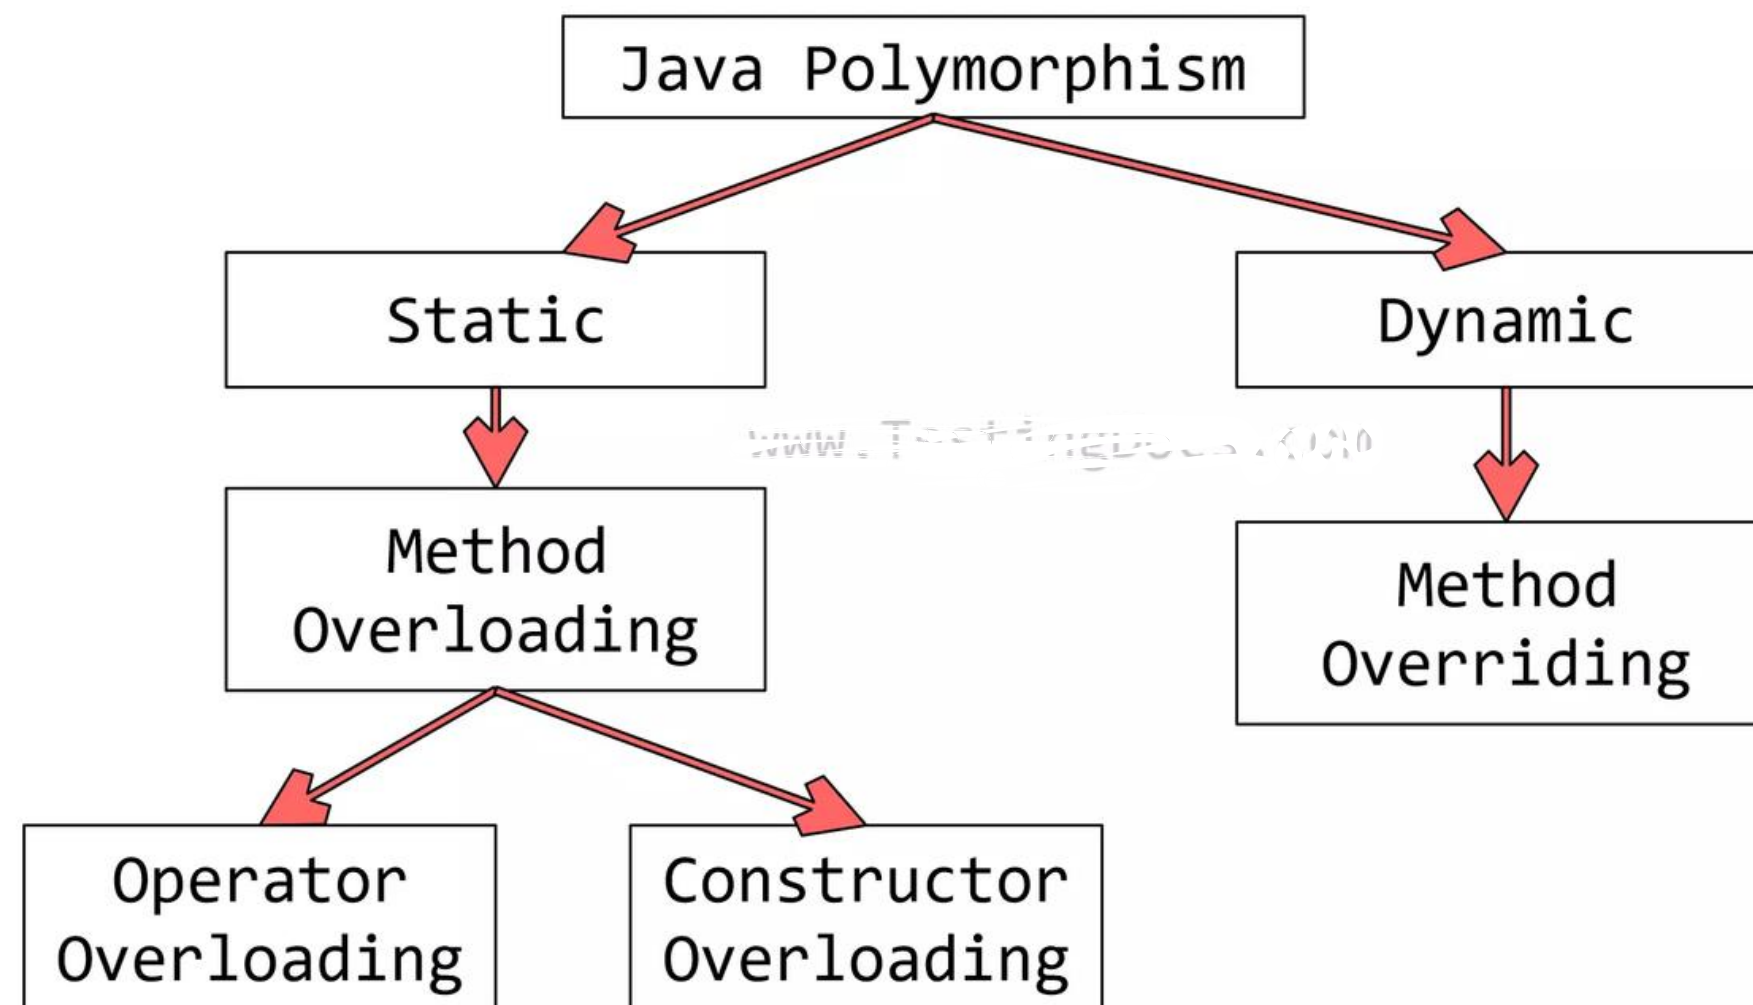 Java Polymorphism
Static
Dynamic
Method
Overloading
Method
Overriding
Operator
Overloading
Constructor
Overloading